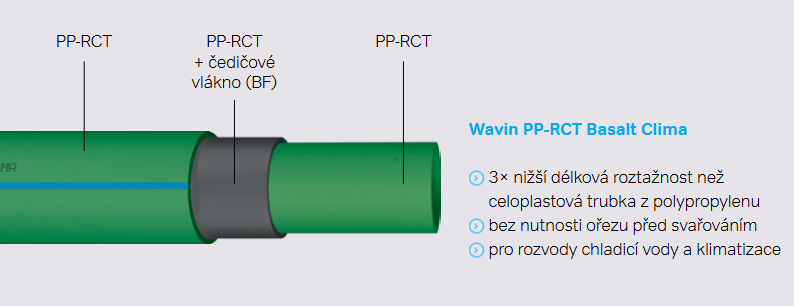 PP-RCT
PP-RCT
+ čedičové
vlákno (BF)
PP-RCT
MA
Wavin PP-RCT Basalt Clima
3× nižší délková roztažnost než
celoplastová trubka z polypropylenu
bez nutnosti ořezu před svařováním
pro rozvody chladicí vody a klimatizace